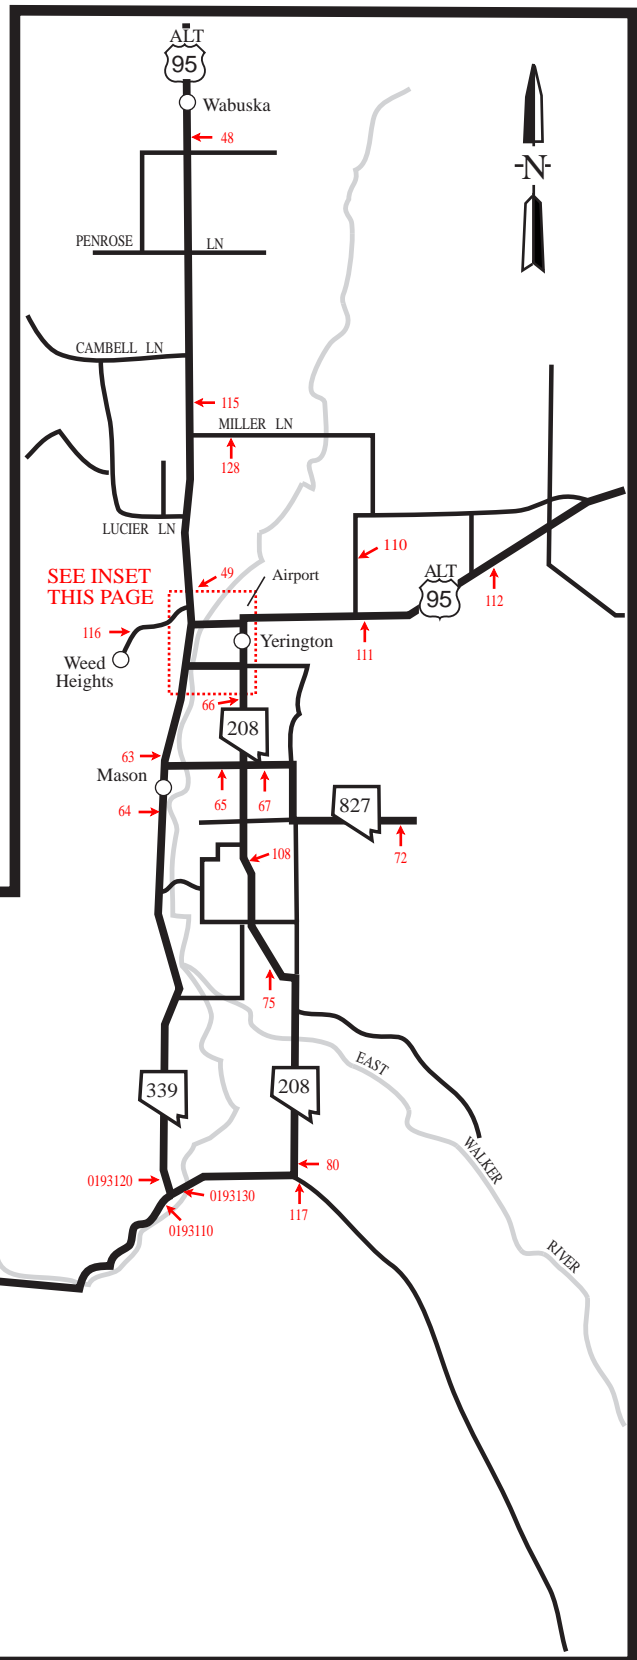 ALT
95
Wabuska
48
-N-
PENROSE LN
CAMBELL LN
115
MILLER LN
128
LUCIER LN
110
SEE INSET
THIS PAGE
49
Airport
ALT
95
112
116
Yerington
111
Weed
Heights
66
208
63
Mason
65
67
827
64
72
108
75
EAST
339
208
WALKER
80
0193120
0193130
117
0193110
RIVER